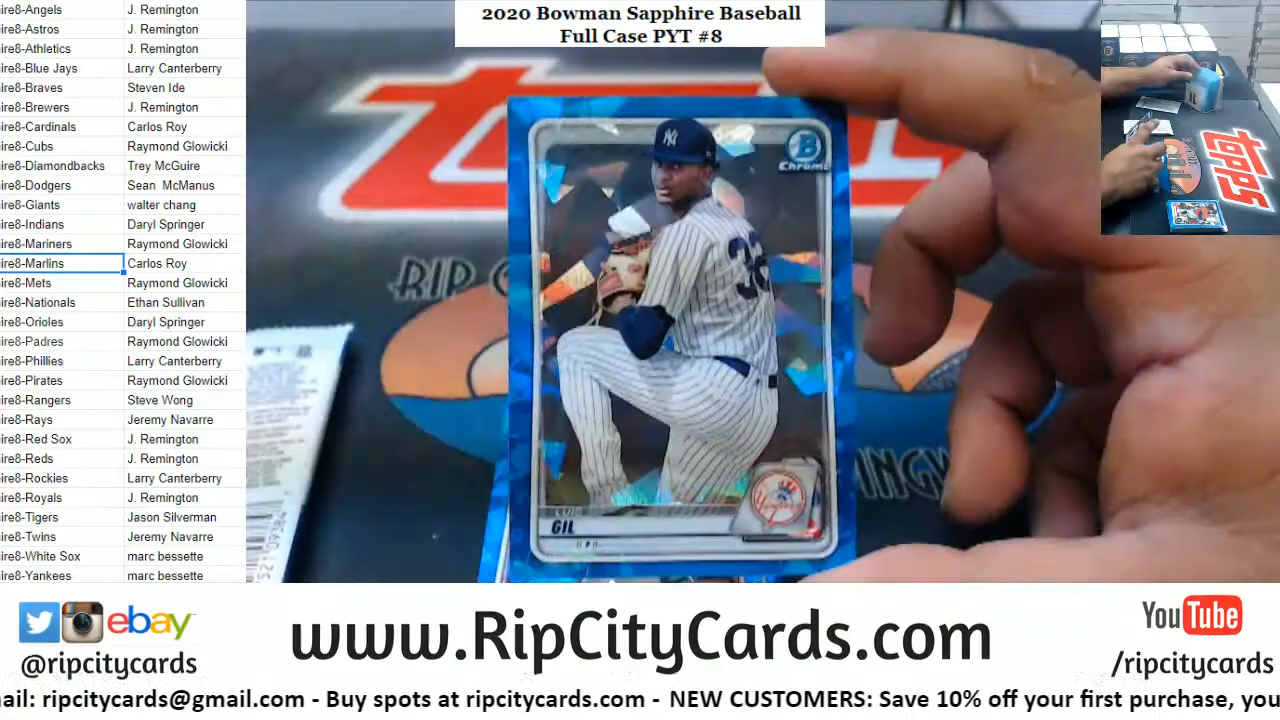 2020 Bowman Sapphire Baseball
Full Case PYT #8
ire8-Angels J. Remington
ire8-Astros J. Remington
ire8-Athletics J. Remington
ire8-Blue Jays Larry Canterberry
ire8-Braves Steven Ide
ire8-Brewers J. Remington
ire8-Cardinals Carlos Roy
ire8-Cubs Raymond Glowicki
ire8-Diamondbacks Trey McGuire
ire8-Dodgers Sean McManus
ire8-Giants walter chang
ire8-Indians Daryl Springer
ire8-Mariners Raymond Glowicki
ire8-Marlins Carlos Roy
ire8-Mets Raymond Glowicki
ire8-Nationals Ethan Sullivan
ire8-Orioles Daryl Springer
ire8-Padres Raymond Glowicki
ire8-Phillies Larry Canterberry
ire8-Pirates Raymond Glowicki
ire8-Rangers Steve Wong
ire8-Rays Jeremy Navarre
ire8-Red Sox J. Remington
ire8-Reds J. Remington
ire8-Rockies Larry Canterberry
ire8-Royals J. Remington
ire8-Tigers Jason Silverman
ire8-Twins Jeremy Navarre
ire8-White Sox marc bessette
ire8-Yankees marc bessette
NY
B
Chrome
38
LUIS
GIL
RIP C
INGW
topps
ebay
@ripcitycards
www.RipCityCards.com
YouTube
/ripcitycards
nail: ripcitycards@gmail.com - Buy spots at ripcitycards.com - NEW CUSTOMERS: Save 10% off your first purchase, you